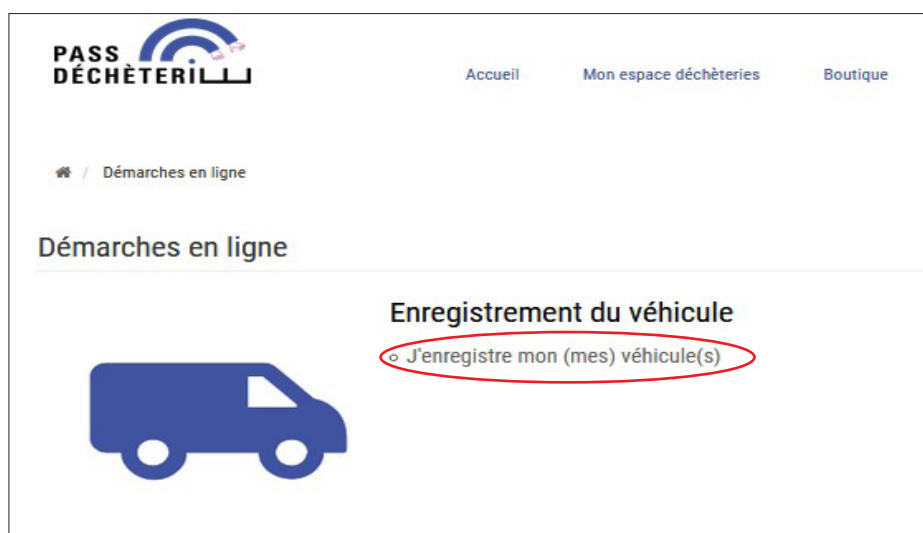 PASS
DÉCHÈTERiE
Accueil Mon espace déchèteries Boutique
/ Démarches en ligne
Démarches en ligne
Enregistrement du véhicule
J'enregistre mon (mes) véhicule(s)